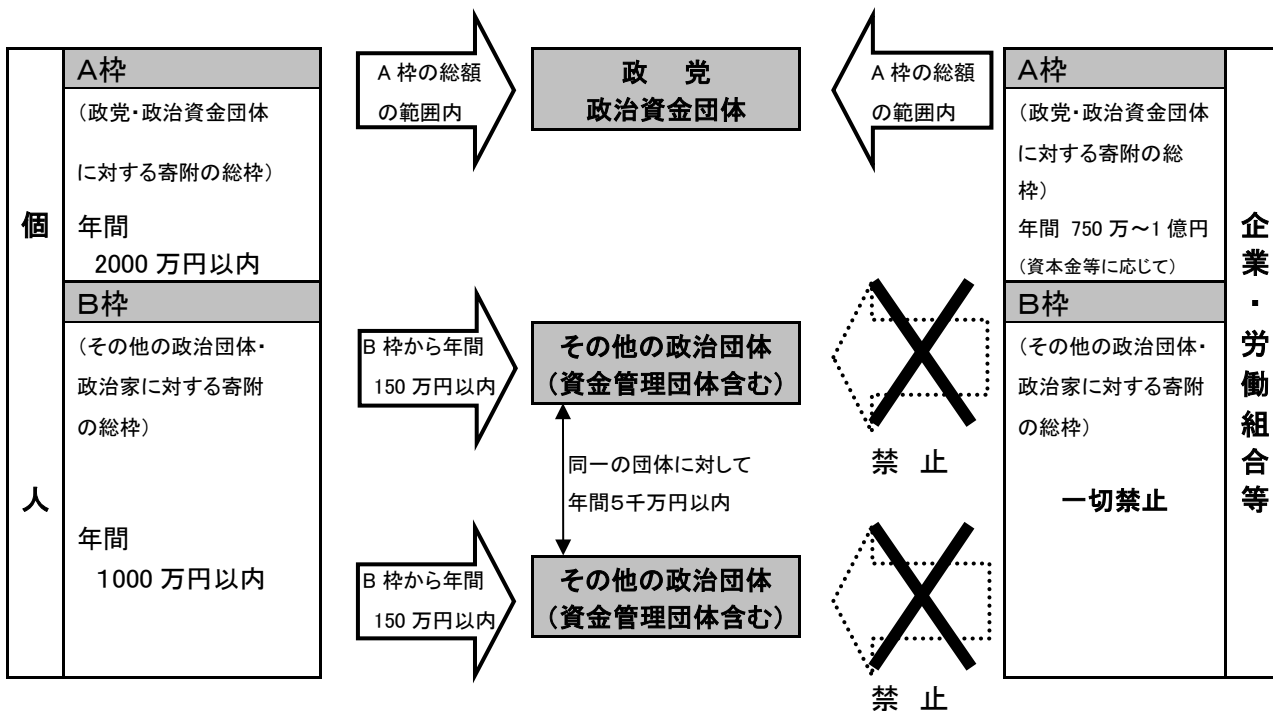 個人
A枠
(政党・政治資金団体
に対する寄附の総枠)
年間
2000 万円以内
B枠
(その他の政治団体・
政治家に対する寄附
の総枠)
年間
1000 万円以内
A 枠の総額
の範囲内
政 党
政治資金団体
A 枠の総額
の範囲内
B 枠から年間
150 万円以内
その他の政治団体
(資金管理団体含む)
禁 止
同一の団体に対して
年間5千万円以内
B 枠から年間
150 万円以内
その他の政治団体
(資金管理団体含む)
禁 止
A枠
(政党・政治資金団体
に対する寄附の総
枠)
年間 750 万~1 億円
(資本金等に応じて)
B枠
(その他の政治団体・
政治家に対する寄附
の総枠)
一切禁止
企業・労働組合等